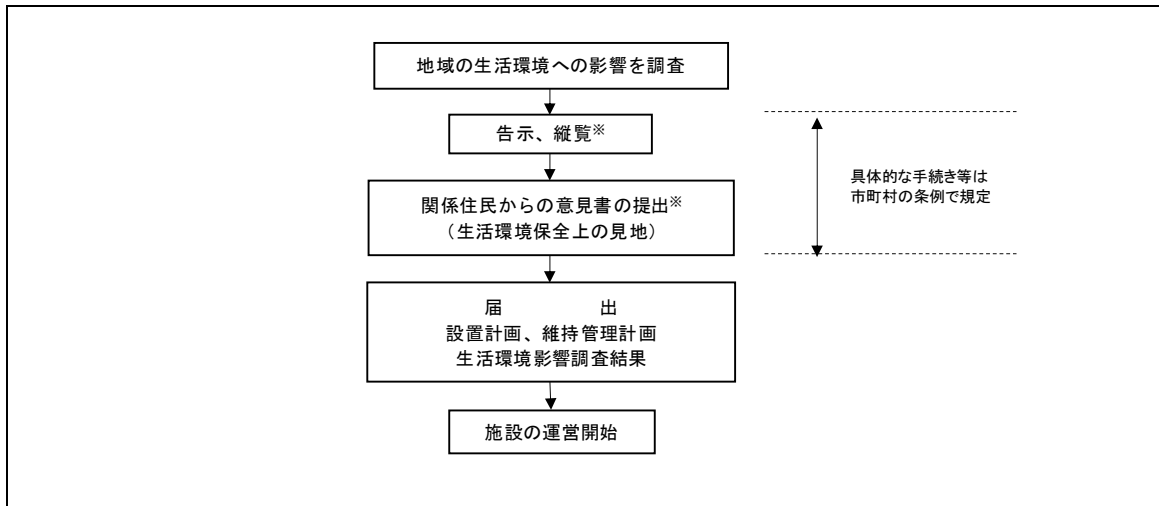 地域の生活環境への影響を調査
告示、縦覧※
関係住民からの意見書の提出※
（生活環境保全上の見地）
具体的な手続き等は
市町村の条例で規定
届　　　　出
設置計画、維持管理計画
生活環境影響調査結果
施設の運営開始